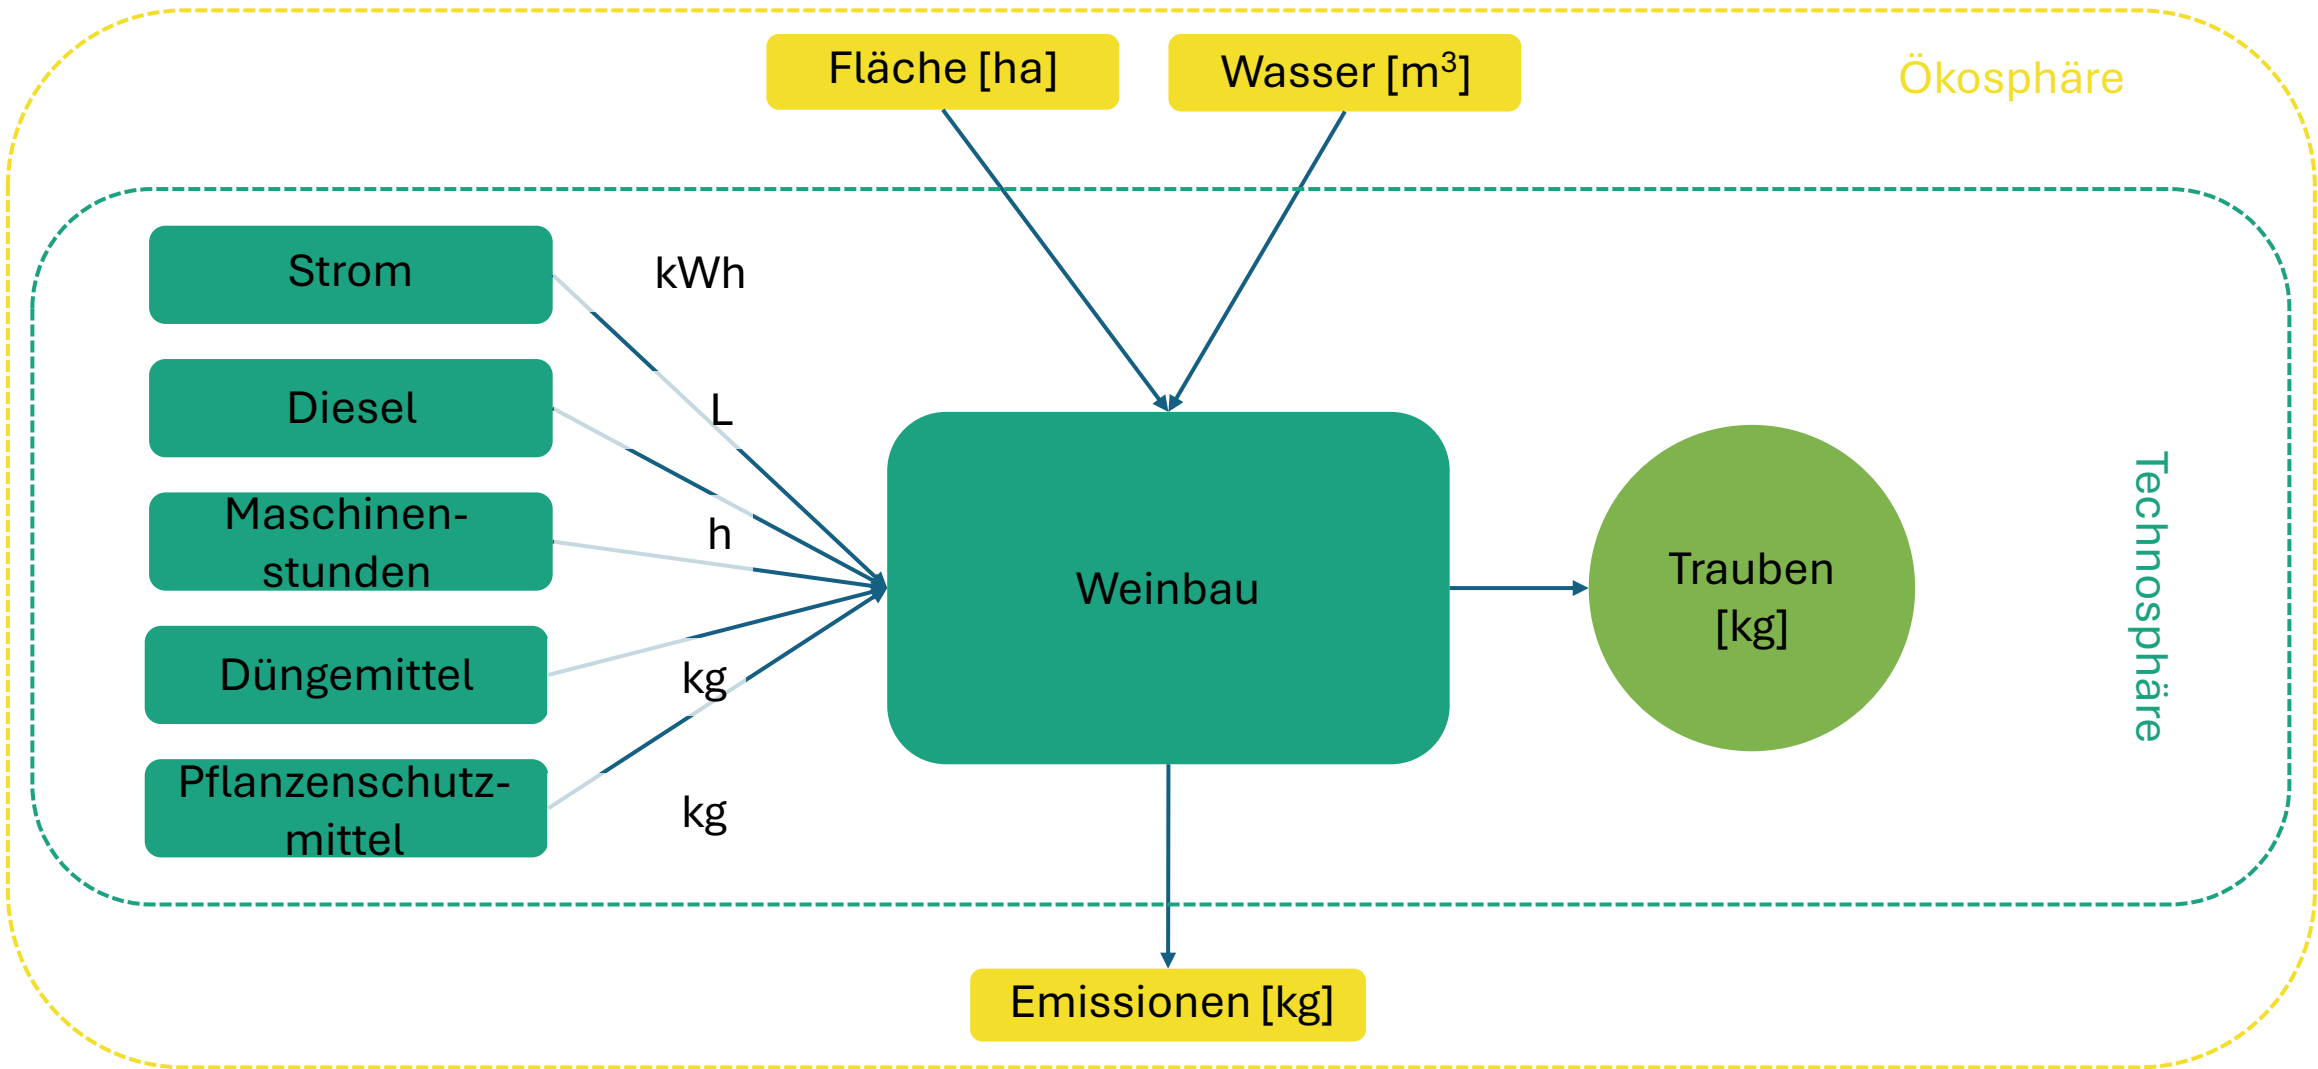 Fläche [ha]
Wasser [m³]
Ökosphäre
Strom
kWh
Diesel
L
Maschinen-
stunden
h
Düngemittel
kg
Pflanzenschutz-
mittel
kg
Weinbau
Trauben
[kg]
Technosphäre
Emissionen [kg]